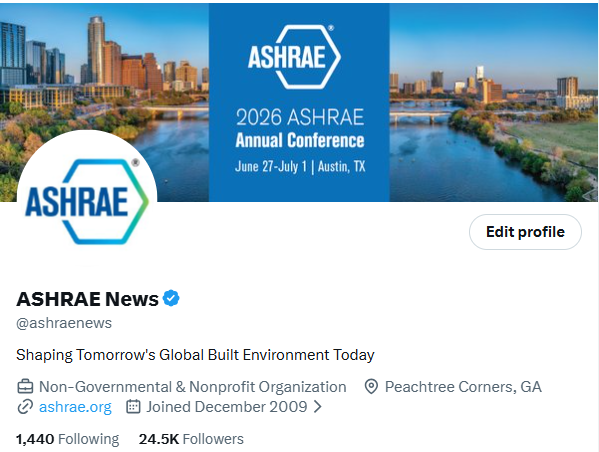 ASHRAE®
2026 ASHRAE
Annual Conference
June 27-July 1 | Austin, TX
ASHRAE®
Edit profile
ASHRAE News
@ashraenews
Shaping Tomorrow's Global Built Environment Today
Non-Governmental & Nonprofit Organization Peachtree Corners, GA
ashrae.org Joined December 2009
1,440 Following 24.5K Followers